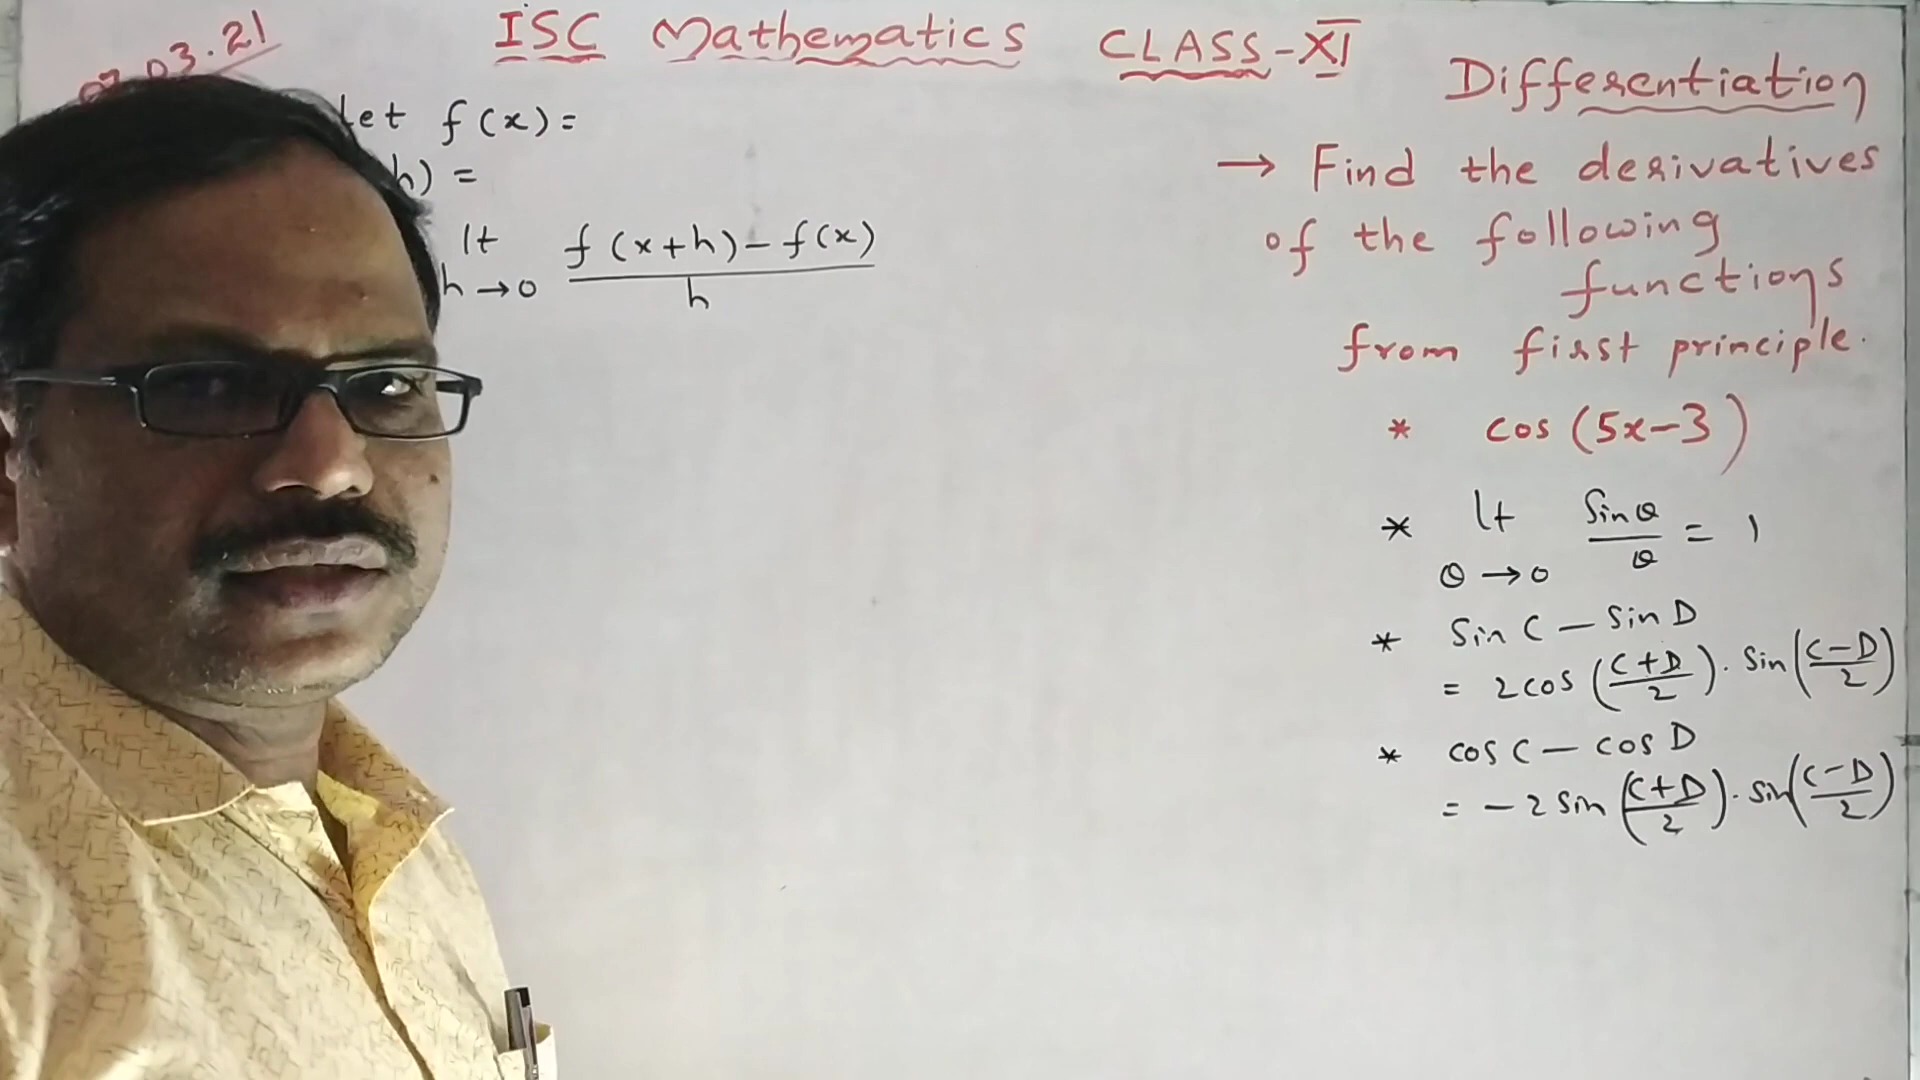 03.21
ISC Mathematics CLASS-XI
Differentiation
let f(x)=
h) =
lt f(x+h)-f(x)
h→0 h
→ Find the derivatives
of the following
functions
from first principle.
* cos(5x-3)
* lt Sinθ = 1
θ→0 θ
* Sin C - Sin D
= 2cos (C+D/2). Sin (C-D/2)
* cos C - cos D
= -2 sin (C+D/2). sin (C-D/2)